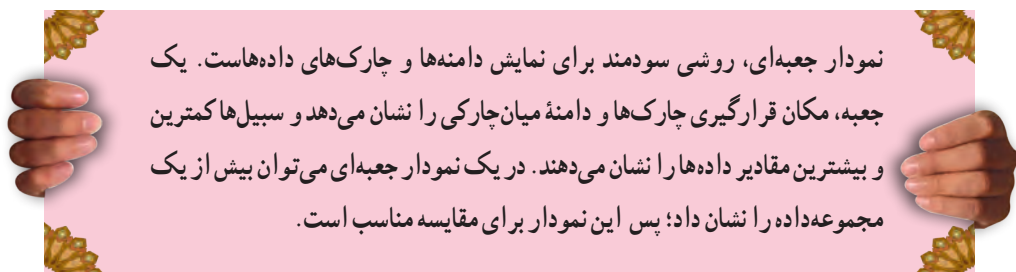 نمودار جعبه‌ای، روشی سودمند برای نمایش دامنه‌ها و چارک‌های داده‌هاست. یک
جعبه، مکان قرارگیری چارک‌ها و دامنهٔ میان‌چارکی را نشان می‌دهد و سبیل‌ها کمترین
و بیشترین مقادیر داده‌ها را نشان می‌دهند. در یک نمودار جعبه‌ای می‌توان بیش از یک
مجموعه‌داده را نشان داد؛ پس این نمودار برای مقایسه مناسب است.